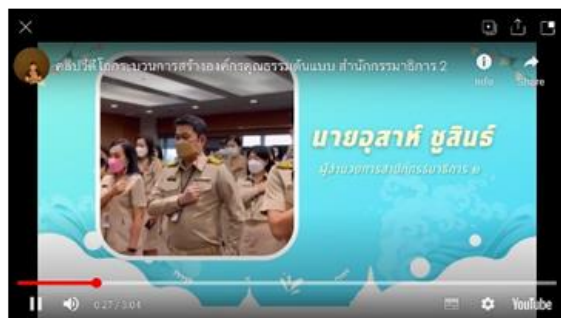 คลิปวีดีโอกระบวนการสร้างองค์กรคุณธรรมต้นแบบ สำนักกรรมาธิการ 2
Info
Share
นายอุสาห์ ชูสินธ์
ผู้อำนวยการสำนักกรรมาธิการ ๒
0:27 / 3:04
YouTube